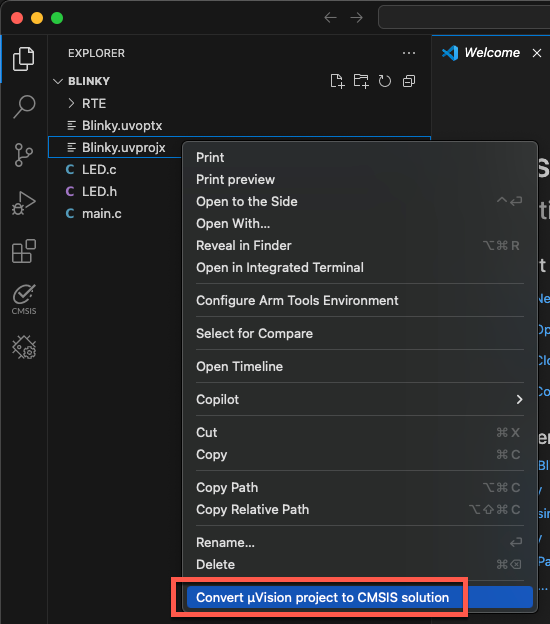 EXPLORER
Welcome
BLINKY
RTE
Blinky.uvoptx
Blinky.uvprojx
LED.c
LED.h
main.c
CMSIS
Print
Print preview
Open to the Side ^⏎
Open With...
Reveal in Finder ⌥⌘R
Open in Integrated Terminal
Configure Arm Tools Environment
Select for Compare
Open Timeline
Copilot
Cut ⌘X
Copy ⌘C
Copy Path ⌥⌘C
Copy Relative Path ⌥⇧⌘C
Rename... ⏎
Delete ⌘⌫
Convert µVision project to CMSIS solution